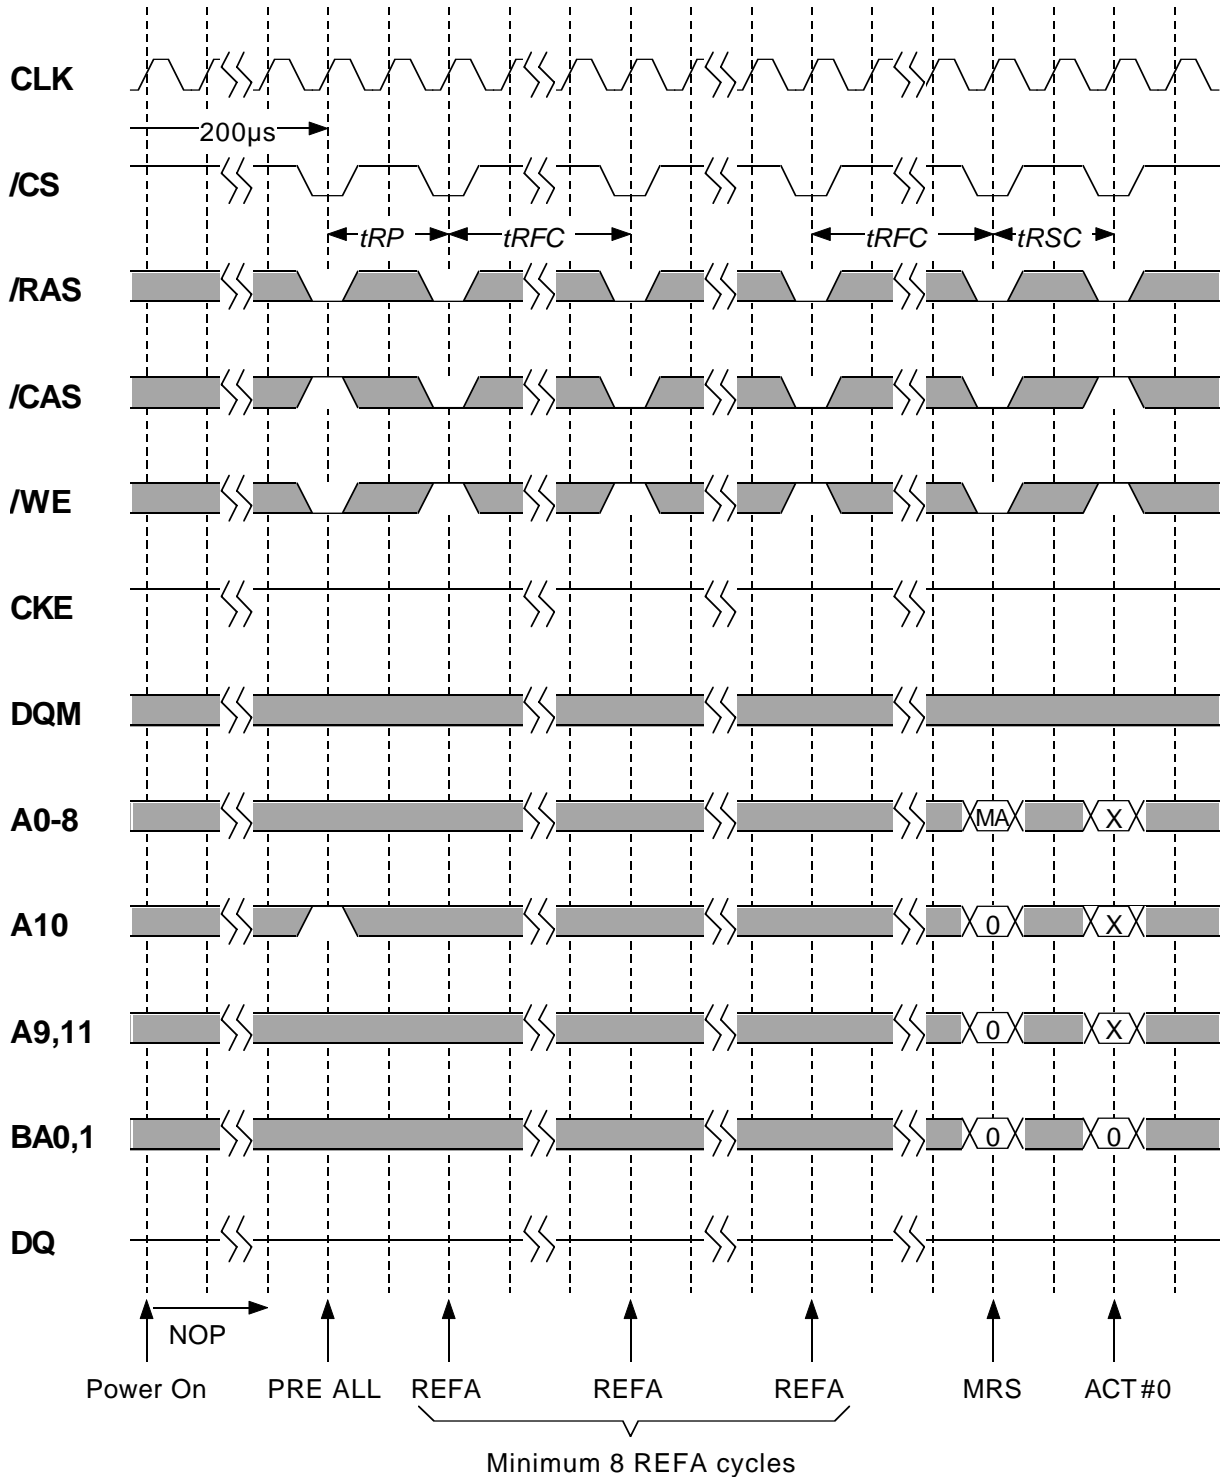 CLK
200µs
/CS
tRP tRFC tRFC tRSC
/RAS
/CAS
/WE
CKE
DQM
A0-8 MA X
A10 0 X
A9,11 0 X
BA0,1 0 0
DQ
NOP
Power On PRE ALL REFA REFA REFA MRS ACT#0
Minimum 8 REFA cycles